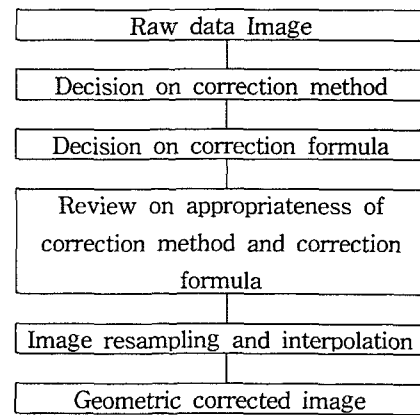 Raw data Image
Decision on correction method
Decision on correction formula
Review on appropriateness of
correction method and correction
formula
Image resampling and interpolation
Geometric corrected image